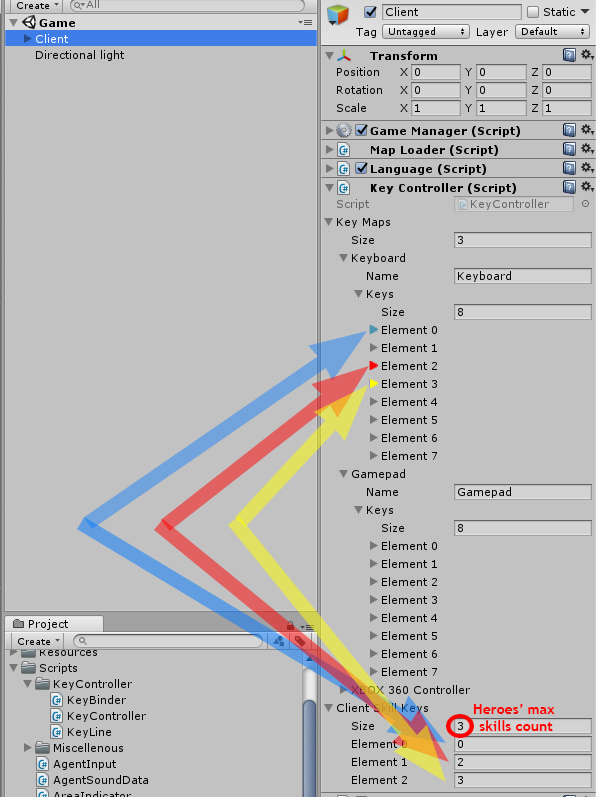 Create
All
Game
Client
Directional light
Client
Static
Tag Untagged Layer Default
Transform
Position X 0 Y 0 Z 0
Rotation X 0 Y 0 Z 0
Scale X 1 Y 1 Z 1
Game Manager (Script)
Map Loader (Script)
Language (Script)
Key Controller (Script)
Script KeyController
Key Maps
Size 3
Keyboard
Name Keyboard
Keys
Size 8
Element 0
Element 1
Element 2
Element 3
Element 4
Element 5
Element 6
Element 7
Gamepad
Name Gamepad
Keys
Size 8
Element 0
Element 1
Element 2
Element 3
Element 4
Element 5
Element 6
Element 7
XBOX 360 Controller
Client Skill Keys
Heroes' max
skills count
Size 3
Element 0 0
Element 1 2
Element 2 3
Project
Create
Resources
Scripts
KeyController
KeyBinder
KeyController
KeyLine
Miscellenous
AgentInput
AgentSoundData
AreaIndicator